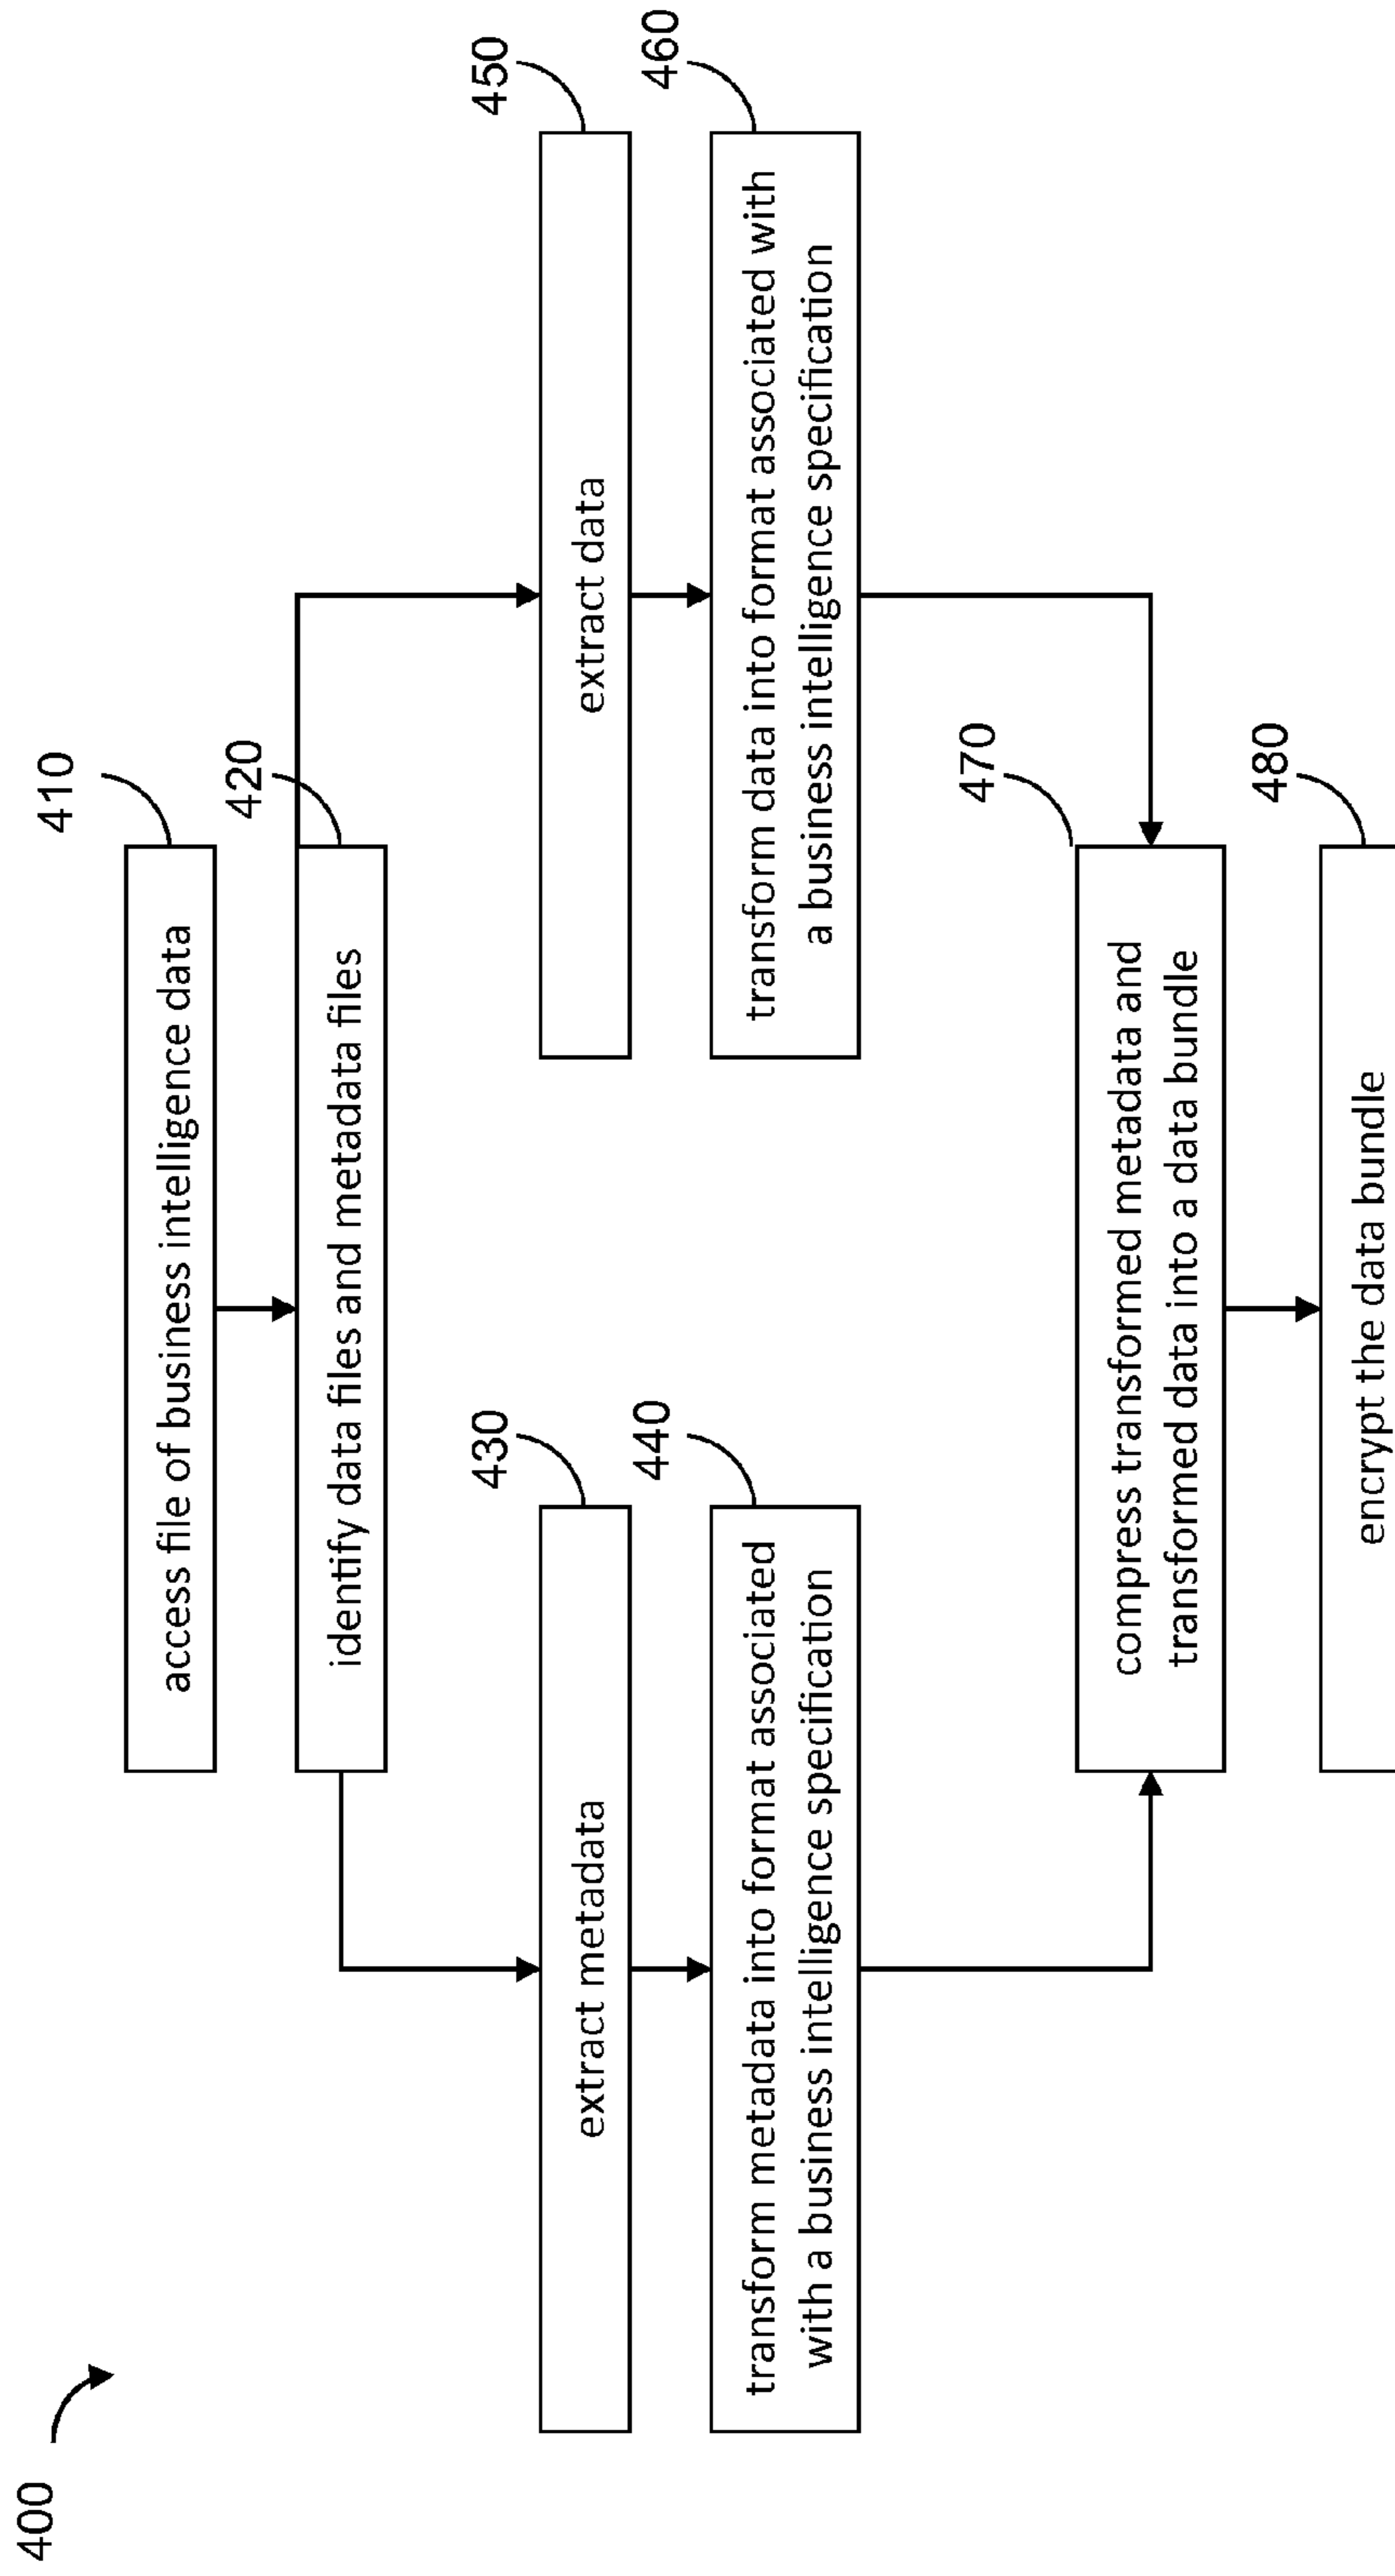 400
410
access file of business intelligence data
420
identify data files and metadata files
430
extract metadata
440
transform metadata into format associated
with a business intelligence specification
450
extract data
460
transform data into format associated with
a business intelligence specification
470
compress transformed metadata and
transformed data into a data bundle
480
encrypt the data bundle